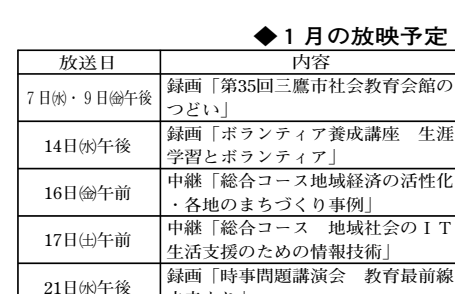 ◆１月の放映予定
放送日 内容
7日㈬・9日㈮午後 録画「第35回三鷹市社会教育会館の
つどい」
14日㈬午後 録画「ボランティア養成講座　生涯
学習とボランティア」
16日㈮午前 中継「総合コース地域経済の活性化
・各地のまちづくり事例」
17日㈯午前 中継「総合コース　地域社会のＩＴ
生活支援のための情報技術」
21日㈬午後 録画「時事問題講演会　教育最前線